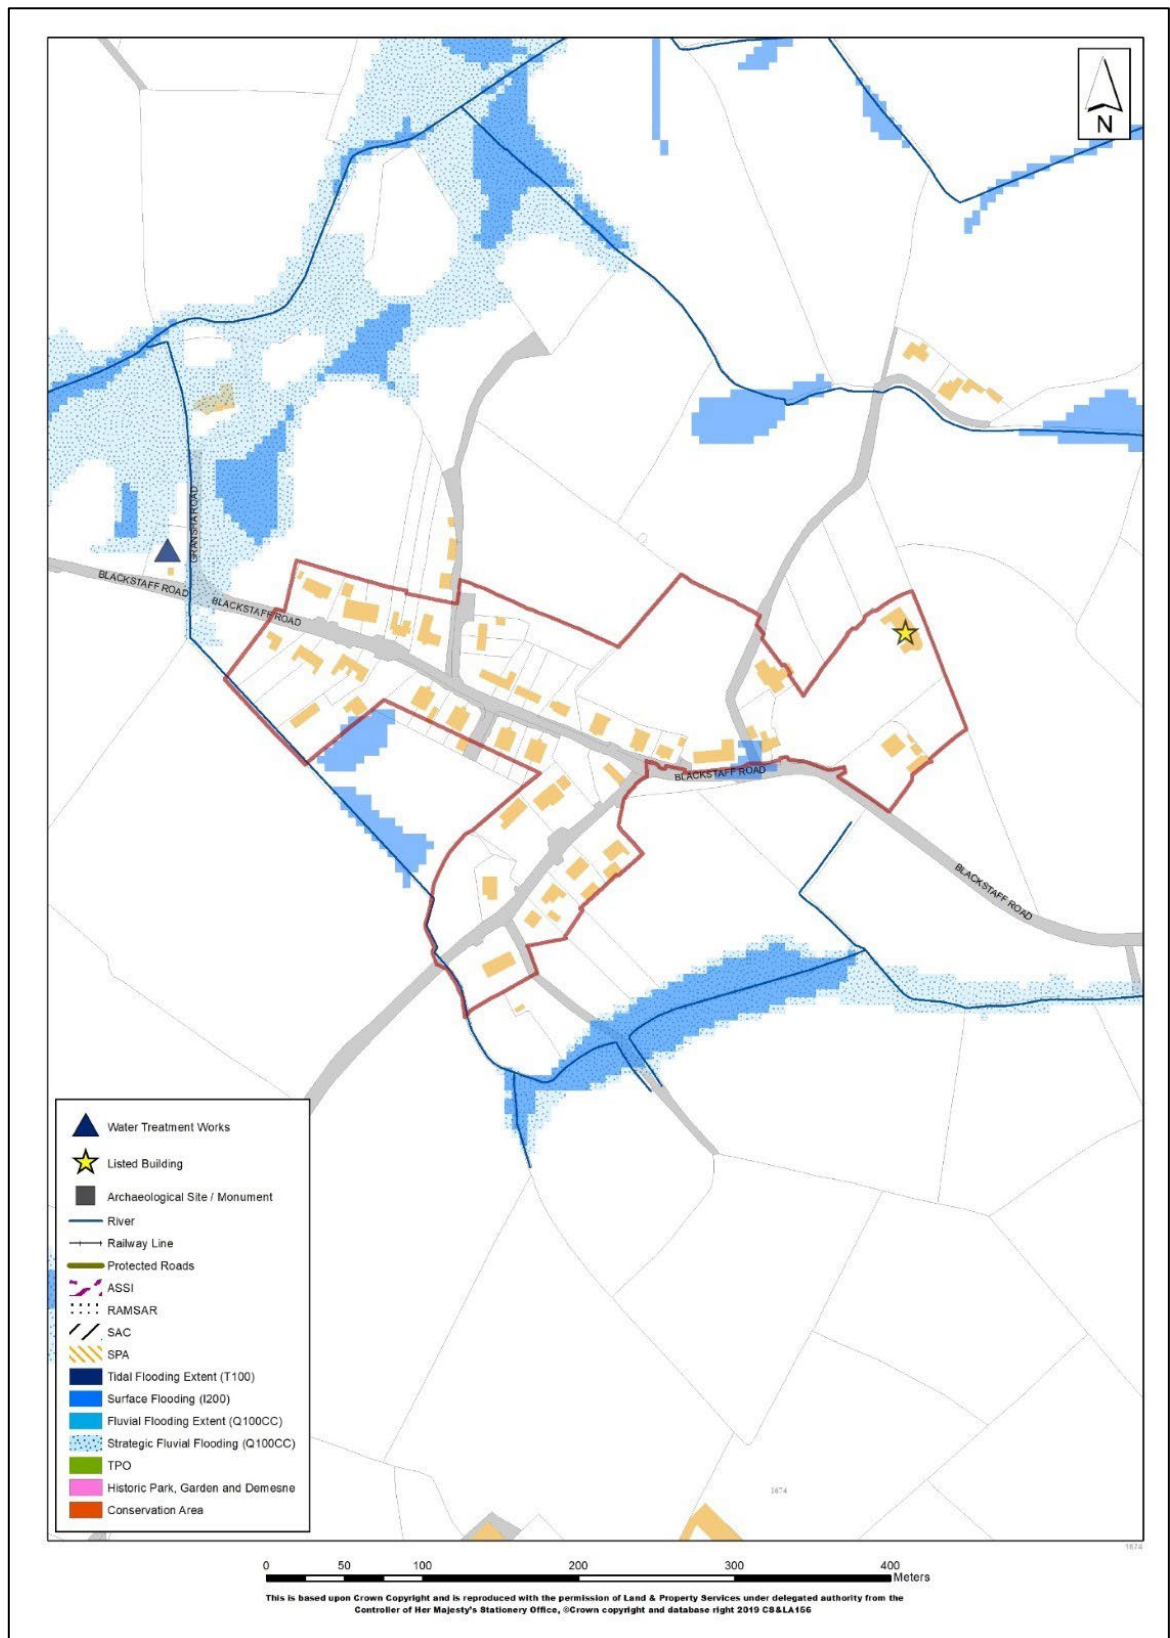 N
GRANSHA ROAD
BLACKSTAFF ROAD
BLACKSTAFF ROAD
BLACKSTAFF ROAD
BLACKSTAFF ROAD
Water Treatment Works
Listed Building
Archaeological Site / Monument
River
Railway Line
Protected Roads
ASSI
RAMSAR
SAC
SPA
Tidal Flooding Extent (T100)
Surface Flooding (I200)
Fluvial Flooding Extent (Q100CC)
Strategic Fluvial Flooding (Q100CC)
TPO
Historic Park, Garden and Demesne
Conservation Area
1674
1674
0 50 100 200 300 400
Meters
This is based upon Crown Copyright and is reproduced with the permission of Land & Property Services under delegated authority from the
Controller of Her Majesty's Stationery Office, ©Crown copyright and database right 2019 CS&LA156